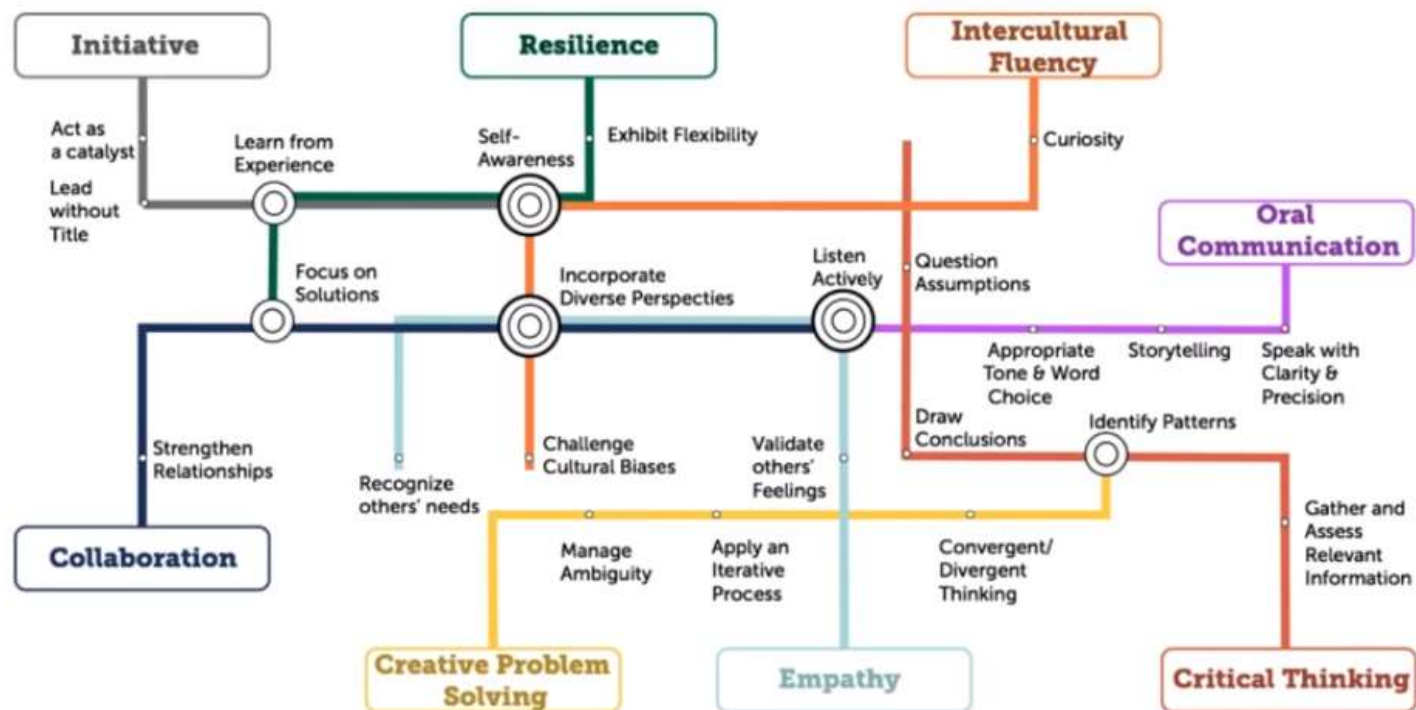 Initiative
Resilience
Intercultural
Fluency
Act as
a catalyst
Learn from
Experience
Self-
Awareness
Exhibit Flexibility
Curiosity
Lead
without
Title
Oral
Communication
Focus on
Solutions
Incorporate
Diverse Perspecties
Listen
Actively
Question
Assumptions
Appropriate
Tone & Word
Choice
Storytelling
Speak with
Clarity &
Precision
Strengthen
Relationships
Recognize
others' needs
Challenge
Cultural Biases
Validate
others'
Feelings
Draw
Conclusions
Identify Patterns
Collaboration
Manage
Ambiguity
Apply an
Iterative
Process
Convergent/
Divergent
Thinking
Gather and
Assess
Relevant
Information
Creative Problem
Solving
Empathy
Critical Thinking